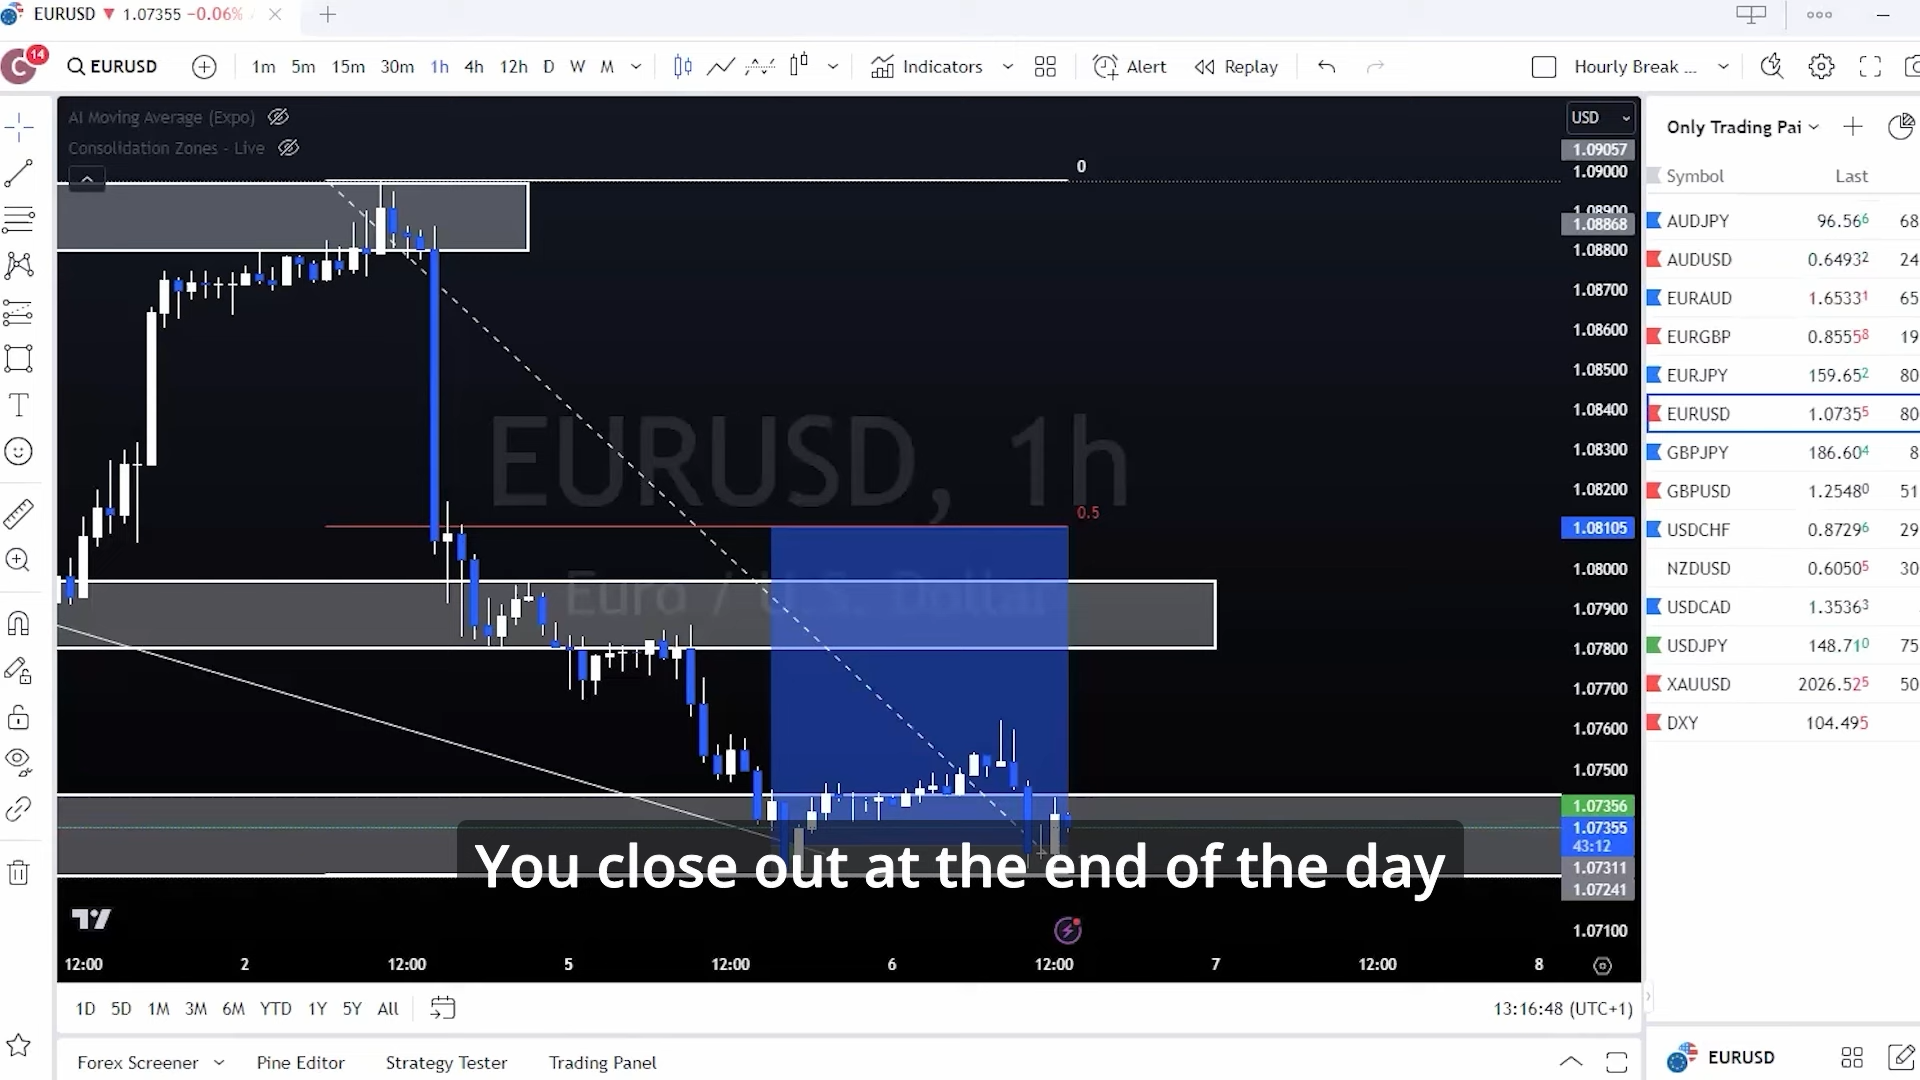 EURUSD ▼ 1.07355 −0.06% /
C 14 EURUSD 1m 5m 15m 30m 1h 4h 12h D W M Indicators Alert Replay Hourly Break ...
AI Moving Average (Expo)
Consolidation Zones - Live
USD
0
0.5
EURUSD, 1h
Euro / U.S. Dollar
1.09057
1.09000
1.08900
1.08868
1.08800
1.08700
1.08600
1.08500
1.08400
1.08300
1.08200
1.08105
1.08000
1.07900
1.07800
1.07700
1.07600
1.07500
1.07356
1.07355
43:12
1.07311
1.07241
1.07100
You close out at the end of the day
12:00 2 12:00 5 12:00 6 12:00 7 12:00 8
1D 5D 1M 3M 6M YTD 1Y 5Y All
13:16:48 (UTC+1)
Forex Screener Pine Editor Strategy Tester Trading Panel
Only Trading Pai
Symbol Last
AUDJPY 96.566 68
AUDUSD 0.64932 24
EURAUD 1.65331 65
EURGBP 0.85558 19
EURJPY 159.652 80
EURUSD 1.07355 80
GBPJPY 186.604 8
GBPUSD 1.25480 51
USDCHF 0.87296 29
NZDUSD 0.60505 30
USDCAD 1.35363
USDJPY 148.710 75
XAUUSD 2026.525 50
DXY 104.495
EURUSD